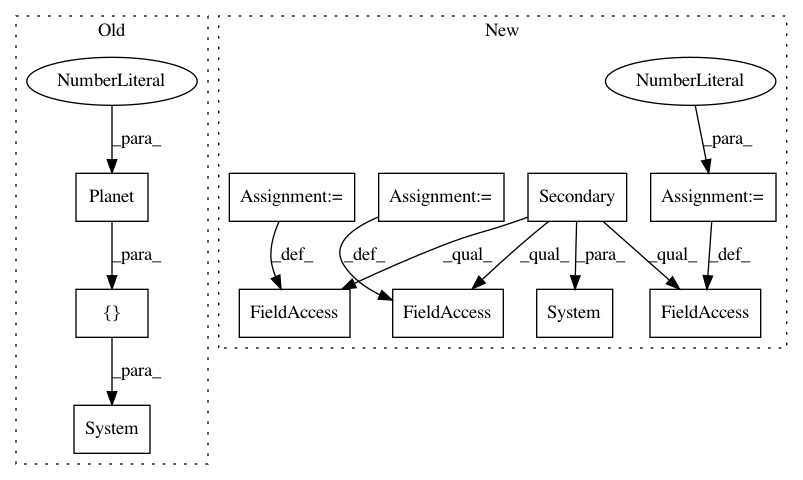 Old
New
NumberLiteral
NumberLiteral
_para_
_para_
Planet
Assignment:=
Assignment:=
Secondary
Assignment:=
_para_
_def_
_def_
_qual_
_qual_
_para_
_qual_
_def_
{}
FieldAccess
FieldAccess
System
FieldAccess
_para_
System